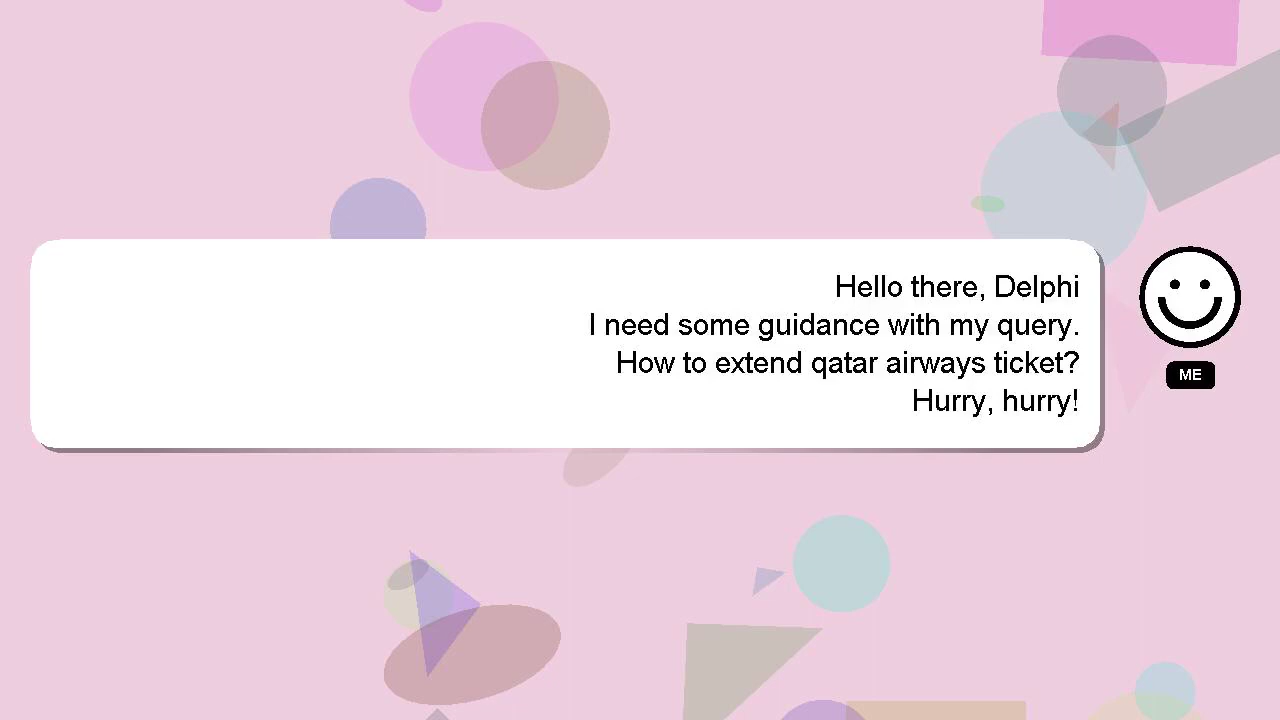 Hello there, Delphi
I need some guidance with my query.
How to extend qatar airways ticket?
Hurry, hurry!
ME